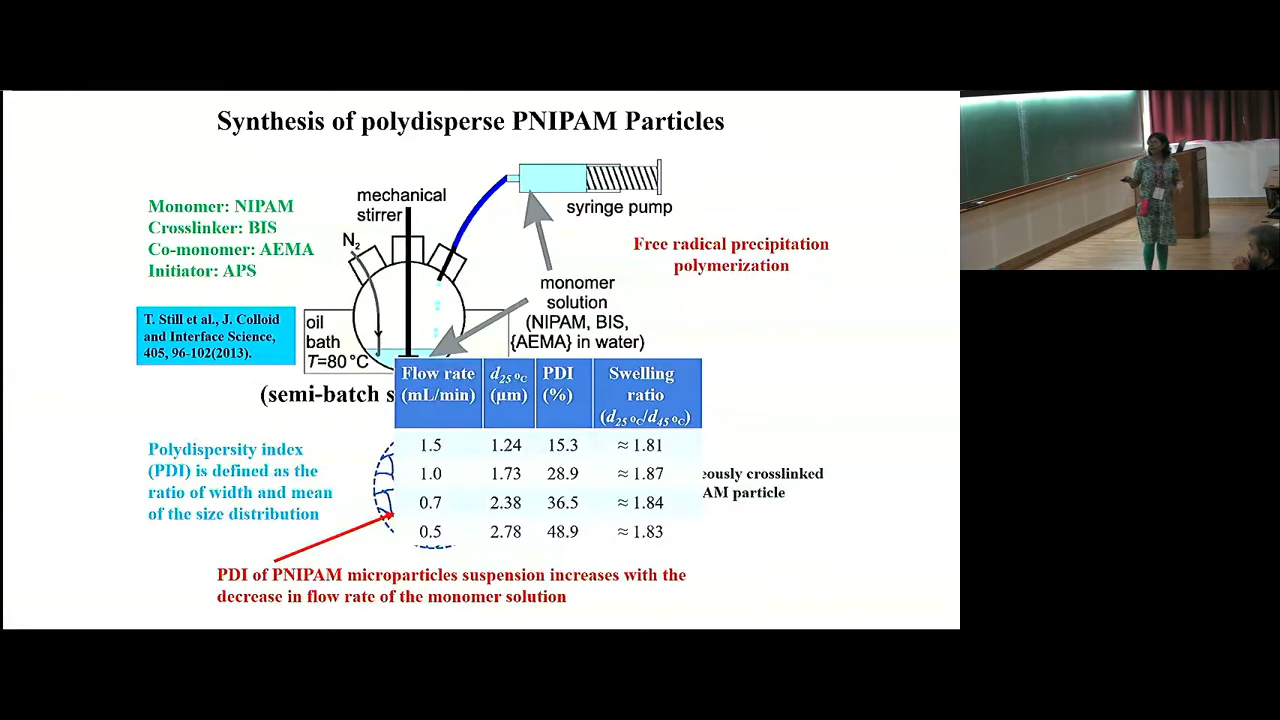 Synthesis of polydisperse PNIPAM Particles
mechanical
stirrer
syringe pump
Monomer: NIPAM
Crosslinker: BIS
Co-monomer: AEMA
Initiator: APS
N2
Free radical precipitation
polymerization
monomer
solution
(NIPAM, BIS,
{AEMA} in water)
T. Still et al., J. Colloid
and Interface Science,
405, 96-102(2013).
oil
bath
T=80 °C
(semi-batch s
Flow rate (mL/min) d25 oC (µm) PDI (%) Swelling ratio (d25 oC/d45 oC)
1.5 1.24 15.3 ≈ 1.81
1.0 1.73 28.9 ≈ 1.87
0.7 2.38 36.5 ≈ 1.84
0.5 2.78 48.9 ≈ 1.83
Polydispersity index
(PDI) is defined as the
ratio of width and mean
of the size distribution
eously crosslinked
AM particle
PDI of PNIPAM microparticles suspension increases with the
decrease in flow rate of the monomer solution